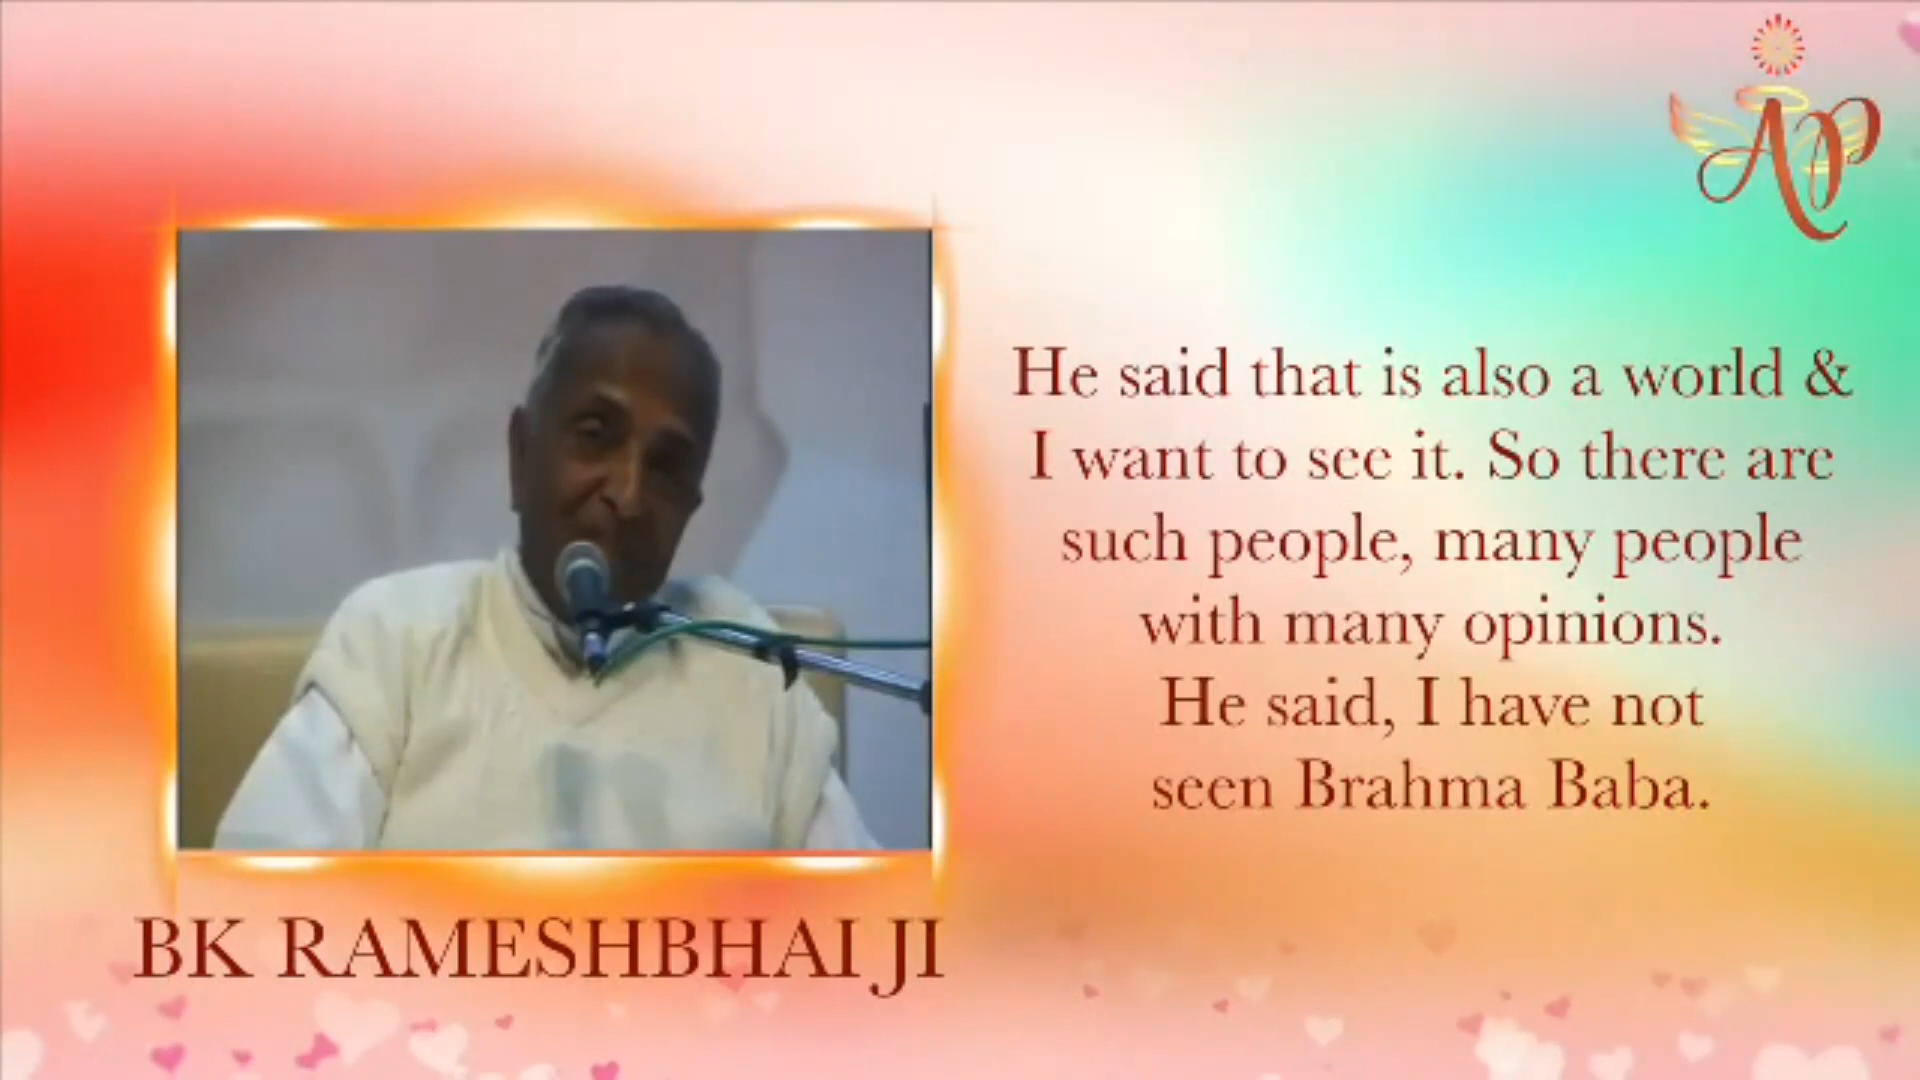 AP
He said that is also a world &
I want to see it. So there are
such people, many people
with many opinions.
He said, I have not
seen Brahma Baba.
BK RAMESHBHAI JI